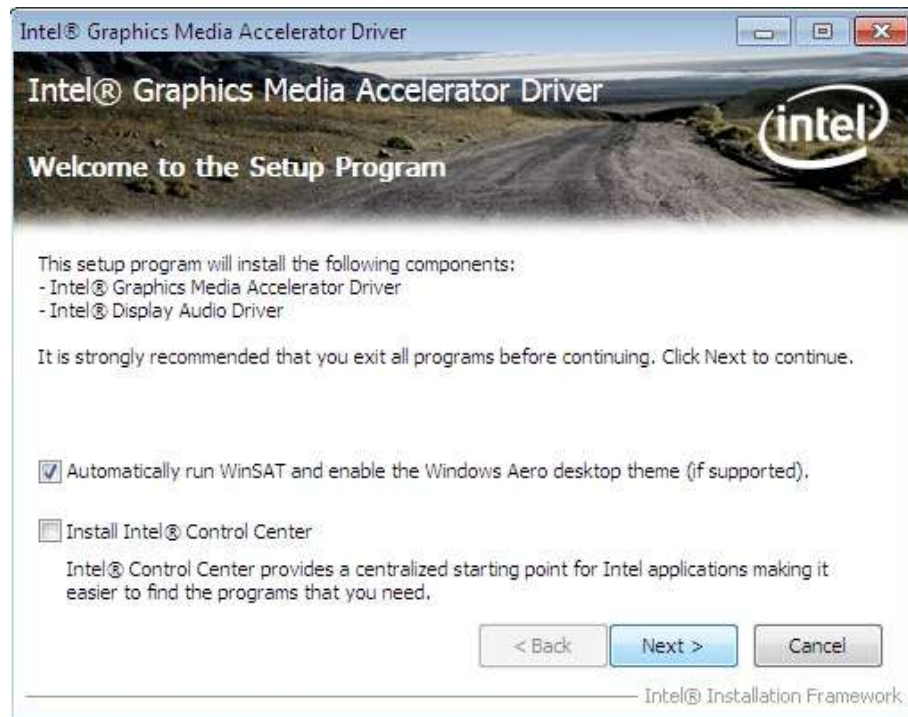 Intel® Graphics Media Accelerator Driver
Intel® Graphics Media Accelerator Driver
intel
Welcome to the Setup Program
This setup program will install the following components:
- Intel® Graphics Media Accelerator Driver
- Intel® Display Audio Driver
It is strongly recommended that you exit all programs before continuing. Click Next to continue.
Automatically run WinSAT and enable the Windows Aero desktop theme (if supported).
Install Intel® Control Center
Intel® Control Center provides a centralized starting point for Intel applications making it
easier to find the programs that you need.
< Back Next > Cancel
Intel® Installation Framework